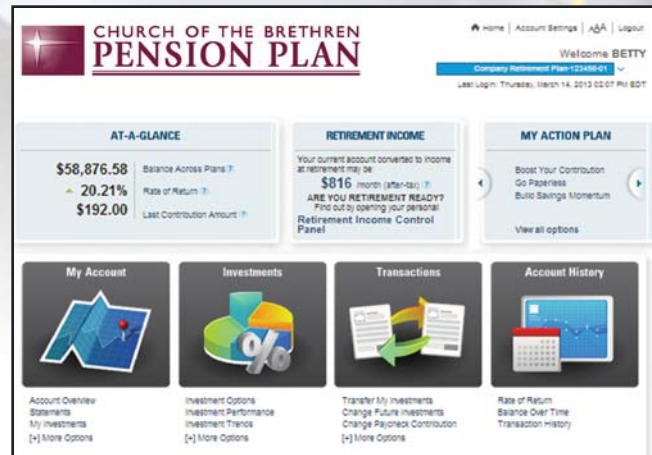 CHURCH OF THE BRETHREN
PENSION PLAN
Home | Account Settings | AAA | Logout
Welcome BETTY
Company Retirement Plan-123456-01
Last Login: Thursday, March 14, 2013 02:07 PM EDT
AT-A-GLANCE
$58,876.58 Balance Across Plans ?
20.21% Rate of Return ?
$192.00 Last Contribution Amount ?
RETIREMENT INCOME
Your current account converted to income
at retirement may be:
$816 /month (after-tax) ?
ARE YOU RETIREMENT READY?
Find out by opening your personal
Retirement Income Control
Panel
MY ACTION PLAN
Boost Your Contribution
Go Paperless
Build Savings Momentum
View all options
My Account
Account Overview
Statements
My Investments
[+] More Options
Investments
%
Investment Options
Investment Performance
Investment Trends
[+] More Options
Transactions
Transfer My Investments
Change Future Investments
Change Paycheck Contribution
[+] More Options
Account History
Rate of Return
Balance Over Time
Transaction History